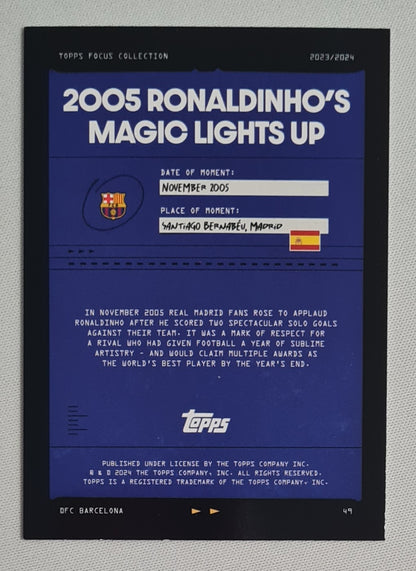 TOPPS FOCUS COLLECTION 2023/2024
2005 RONALDINHO'S
MAGIC LIGHTS UP
DATE OF MOMENT:
NOVEMBER 2005
PLACE OF MOMENT:
SANTIAGO BERNABÉU, MADRID
IN NOVEMBER 2005 REAL MADRID FANS ROSE TO APPLAUD
RONALDINHO AFTER HE SCORED TWO SPECTACULAR SOLO GOALS
AGAINST THEIR TEAM. IT WAS A MARK OF RESPECT FOR
A RIVAL WHO HAD GIVEN FOOTBALL A YEAR OF SUBLIME
ARTISTRY - AND WOULD CLAIM MULTIPLE AWARDS AS
THE WORLD'S BEST PLAYER BY THE YEAR'S END.
topps
PUBLISHED UNDER LICENSE BY THE TOPPS COMPANY INC.
® & © 2024 THE TOPPS COMPANY, INC. ALL RIGHTS RESERVED.
TOPPS IS A REGISTERED TRADEMARK OF THE TOPPS COMPANY, INC.
OFC BARCELONA 49